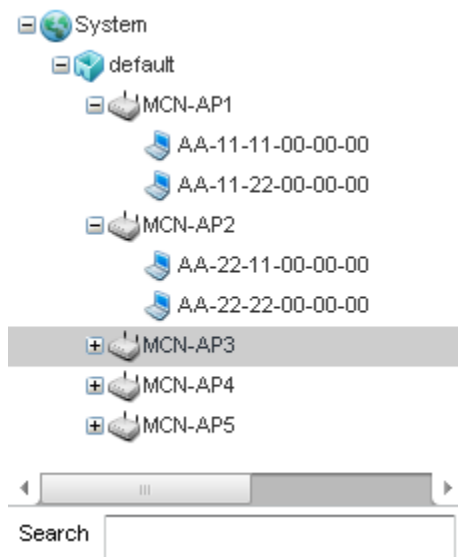 System
default
MCN-AP1
AA-11-11-00-00-00
AA-11-22-00-00-00
MCN-AP2
AA-22-11-00-00-00
AA-22-22-00-00-00
MCN-AP3
MCN-AP4
MCN-AP5
Search